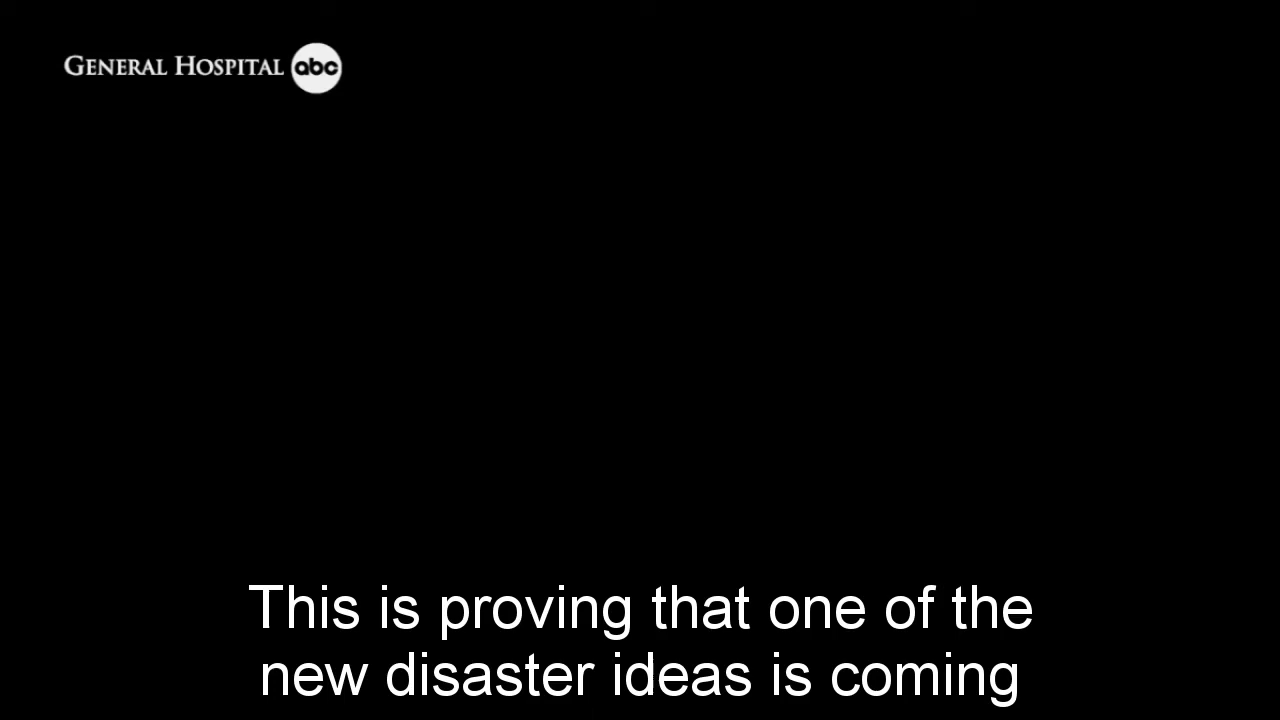 GENERAL HOSPITAL abc
This is proving that one of the
new disaster ideas is coming